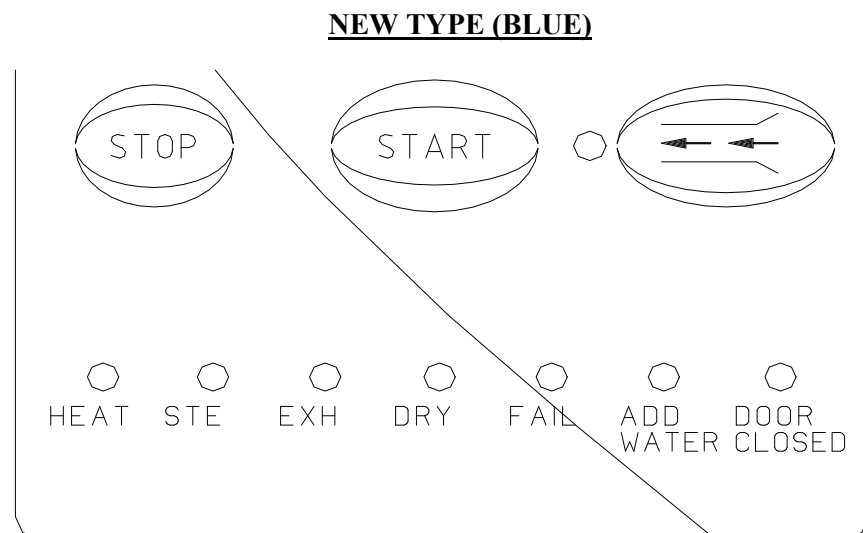 NEW TYPE (BLUE)
STOP START
HEAT STE EXH DRY FAIL ADD WATER DOOR CLOSED